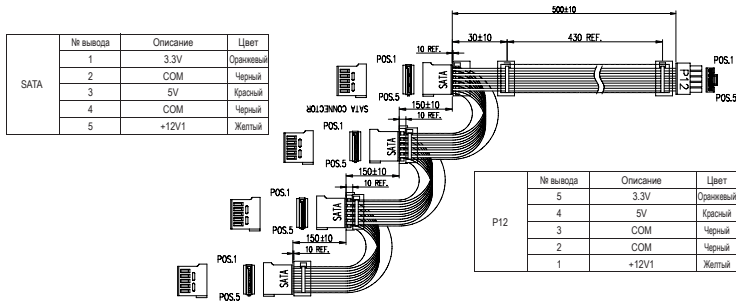 500±10
10 REF.
30±10
430 REF.
№ вывода Описание Цвет
SATA
1 3.3V Оранжевый
2 COM Черный
3 5V Красный
4 COM Черный
5 +12V1 Желтый
POS.1
SATA
P12
POS.1
POS.5
POS.5
SATA CONNECTOR
150±10
10 REF.
POS.1
SATA
POS.5
150±10
10 REF.
POS.1
SATA
POS.5
150±10
10 REF.
POS.1
SATA
POS.5
№ вывода Описание Цвет
P12
5 3.3V Оранжевый
4 5V Красный
3 COM Черный
2 COM Черный
1 +12V1 Желтый